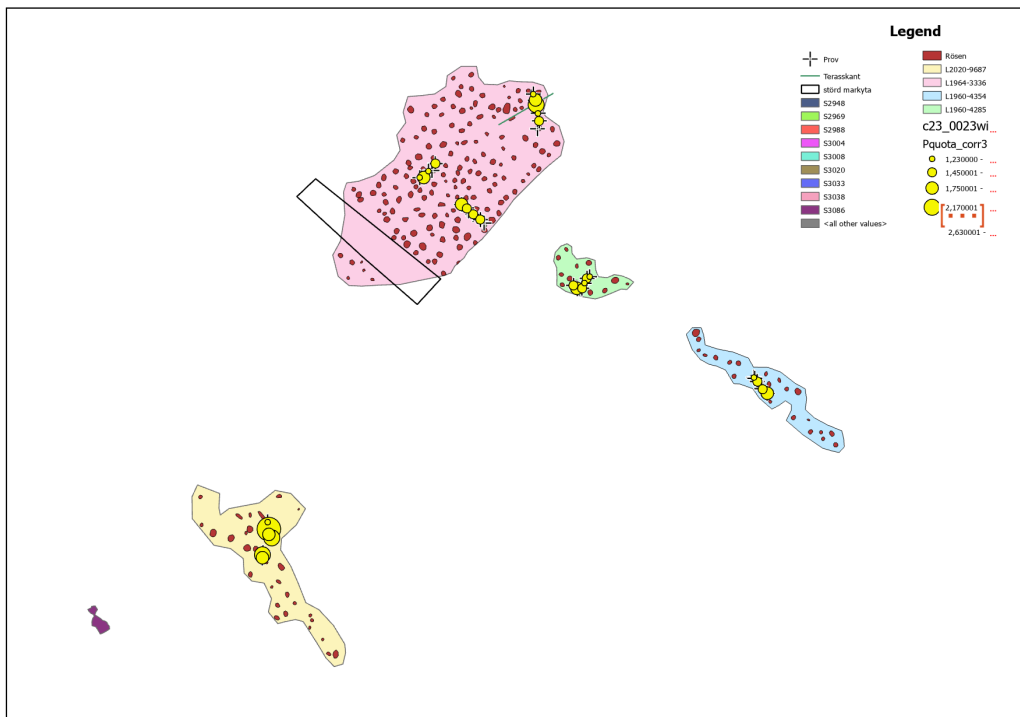 Legend
Prov
Terasskant
störd markyta
S2948
S2969
S2988
S3004
S3008
S3020
S3033
S3038
S3086
<all other values>
Rösen
L2020-9687
L1964-3336
L1960-4354
L1960-4285
c23_0023wi...
Pquota_corr3
1,230000 - ...
1,450001 - ...
1,750001 - ...
2,170001 ...
2,630001 - ...